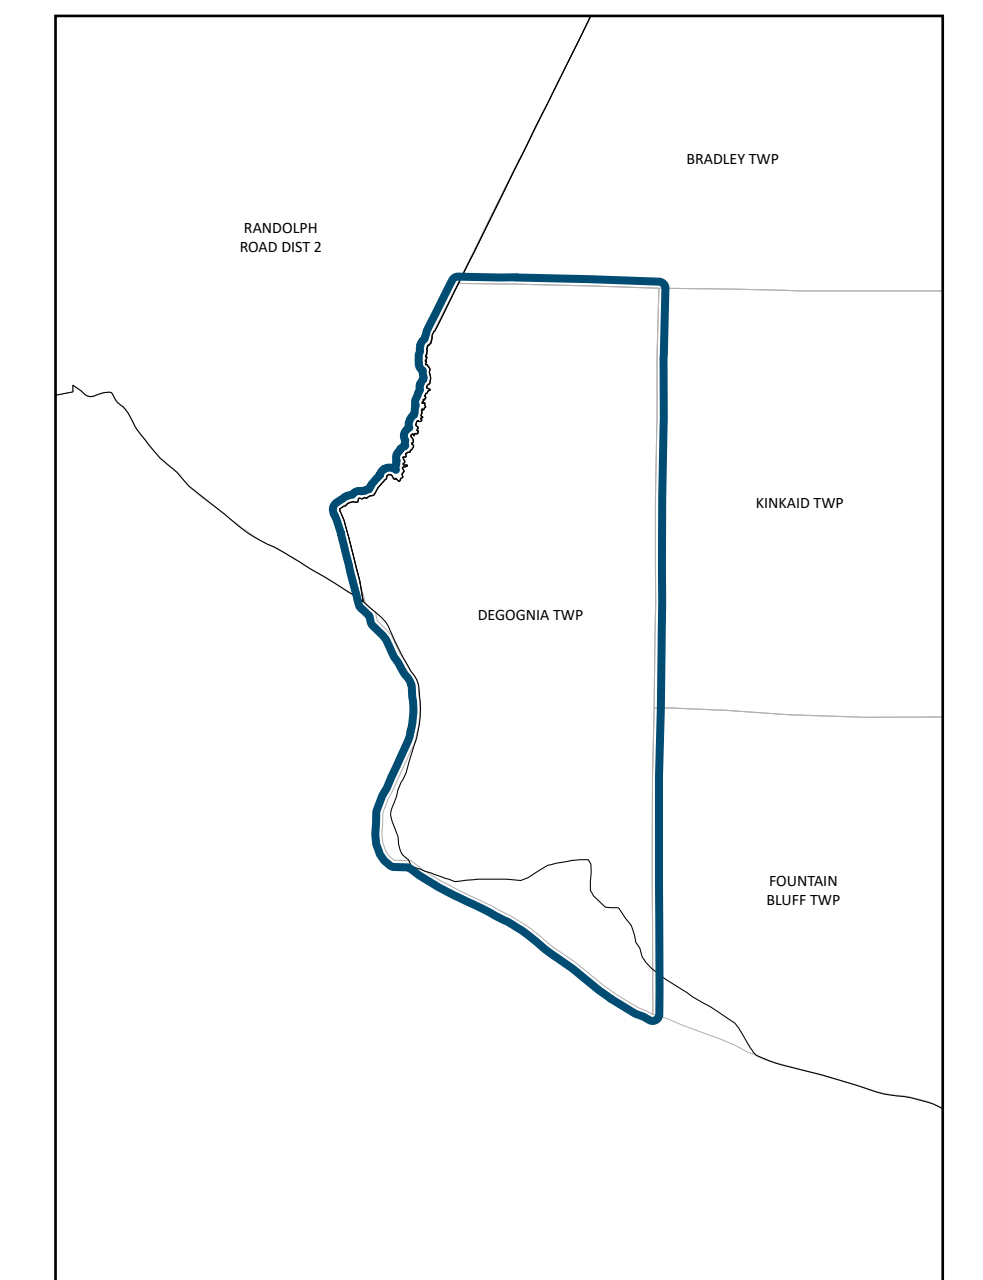 BRADLEY TWP
RANDOLPH
ROAD DIST 2
KINKAID TWP
DEGOGNIA TWP
FOUNTAIN
BLUFF TWP